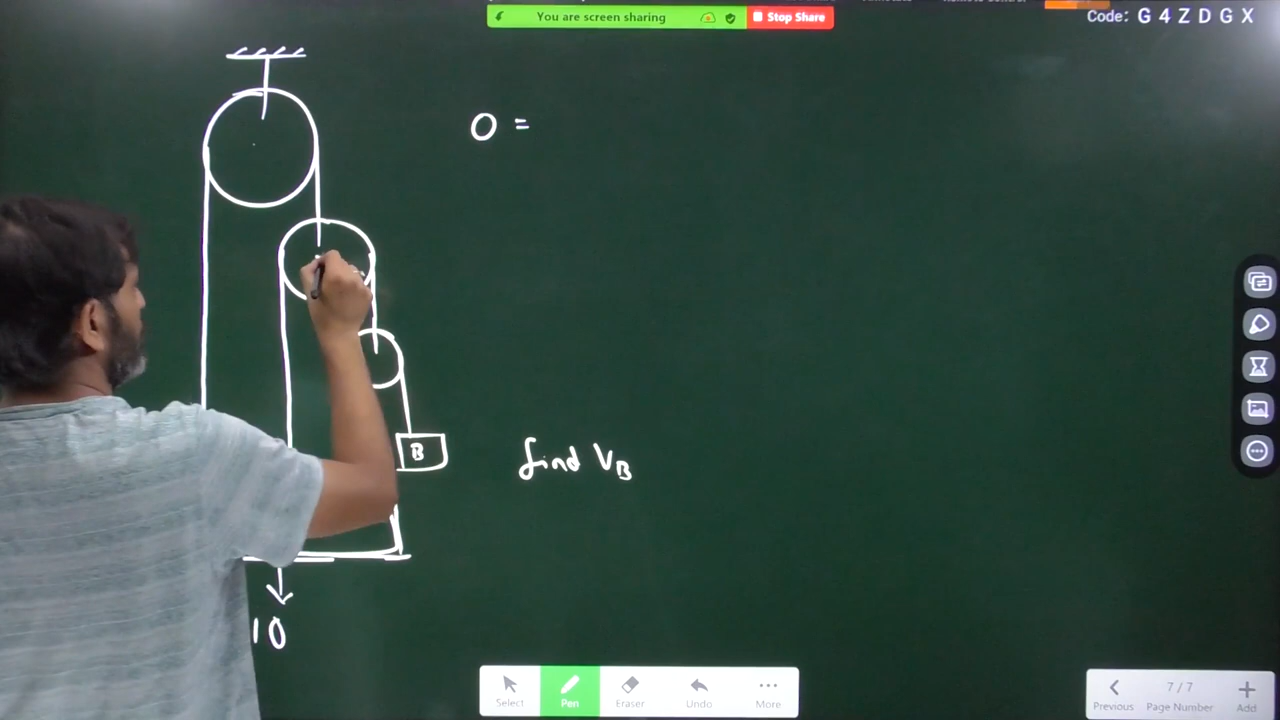 You are screen sharing
Stop Share
Code: G 4 Z D G X
0 =
B
find VB
10
Select
Pen
Eraser
Undo
More
Previous
7 / 7
Page Number
Add